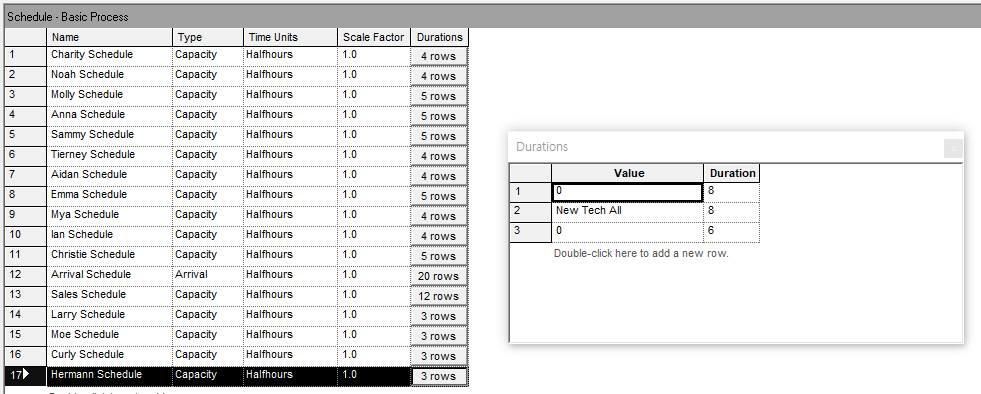 Schedule - Basic Process
Name Type Time Units Scale Factor Durations
1 Charity Schedule Capacity Halfhours 1.0 4 rows
2 Noah Schedule Capacity Halfhours 1.0 4 rows
3 Molly Schedule Capacity Halfhours 1.0 5 rows
4 Anna Schedule Capacity Halfhours 1.0 5 rows
5 Sammy Schedule Capacity Halfhours 1.0 5 rows
6 Tierney Schedule Capacity Halfhours 1.0 4 rows
7 Aidan Schedule Capacity Halfhours 1.0 4 rows
8 Emma Schedule Capacity Halfhours 1.0 5 rows
9 Mya Schedule Capacity Halfhours 1.0 4 rows
10 Ian Schedule Capacity Halfhours 1.0 4 rows
11 Christie Schedule Capacity Halfhours 1.0 5 rows
12 Arrival Schedule Arrival Halfhours 1.0 20 rows
13 Sales Schedule Capacity Halfhours 1.0 12 rows
14 Larry Schedule Capacity Halfhours 1.0 3 rows
15 Moe Schedule Capacity Halfhours 1.0 3 rows
16 Curly Schedule Capacity Halfhours 1.0 3 rows
17 Hermann Schedule Capacity Halfhours 1.0 3 rows
Durations
Value Duration
1 0 8
2 New Tech All 8
3 0 6
Double-click here to add a new row.